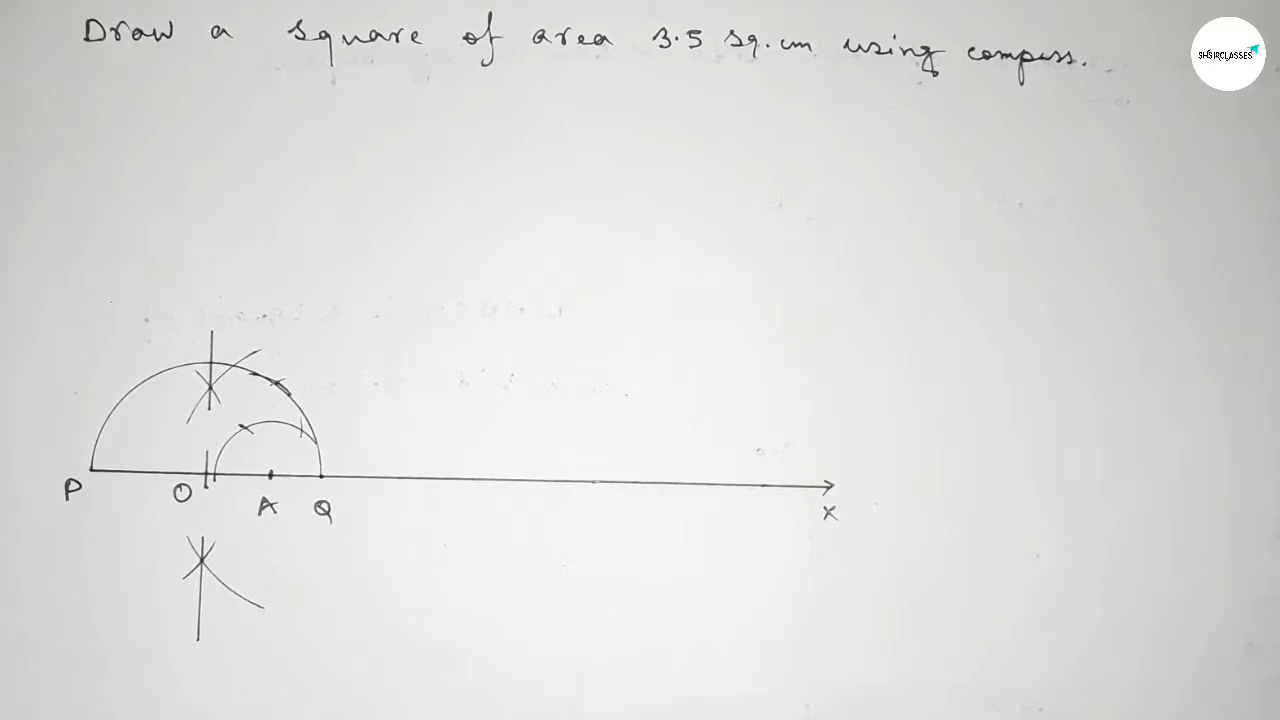 Draw a square of area 3.5 sq.cm using compass.
SHSIRCLASSES
P O A Q X